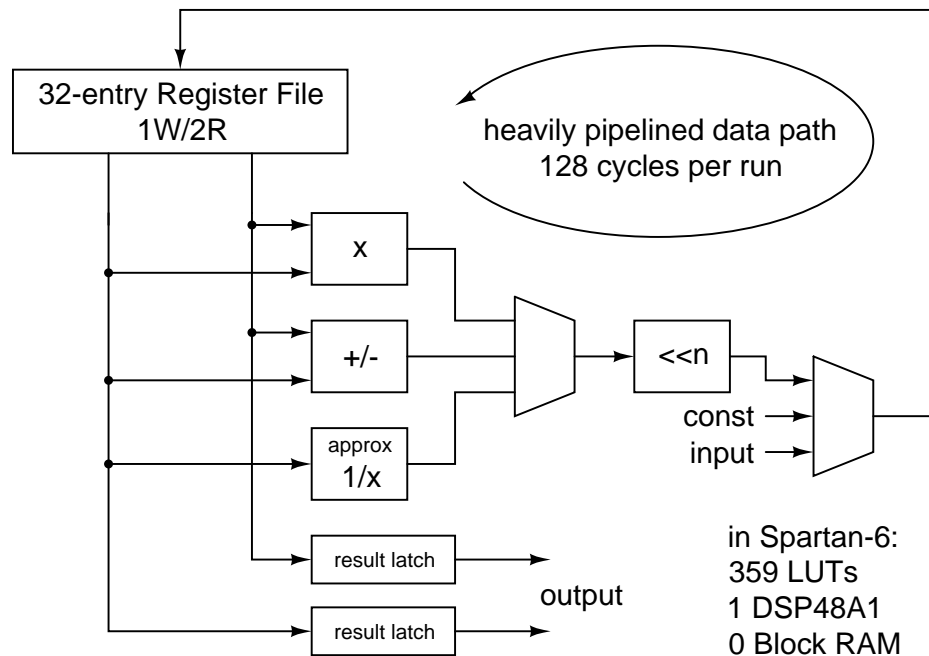 32-entry Register File
1W/2R
heavily pipelined data path
128 cycles per run
x
+/-
<<n
const
input
approx
1/x
result latch
output
result latch
in Spartan-6:
359 LUTs
1 DSP48A1
0 Block RAM